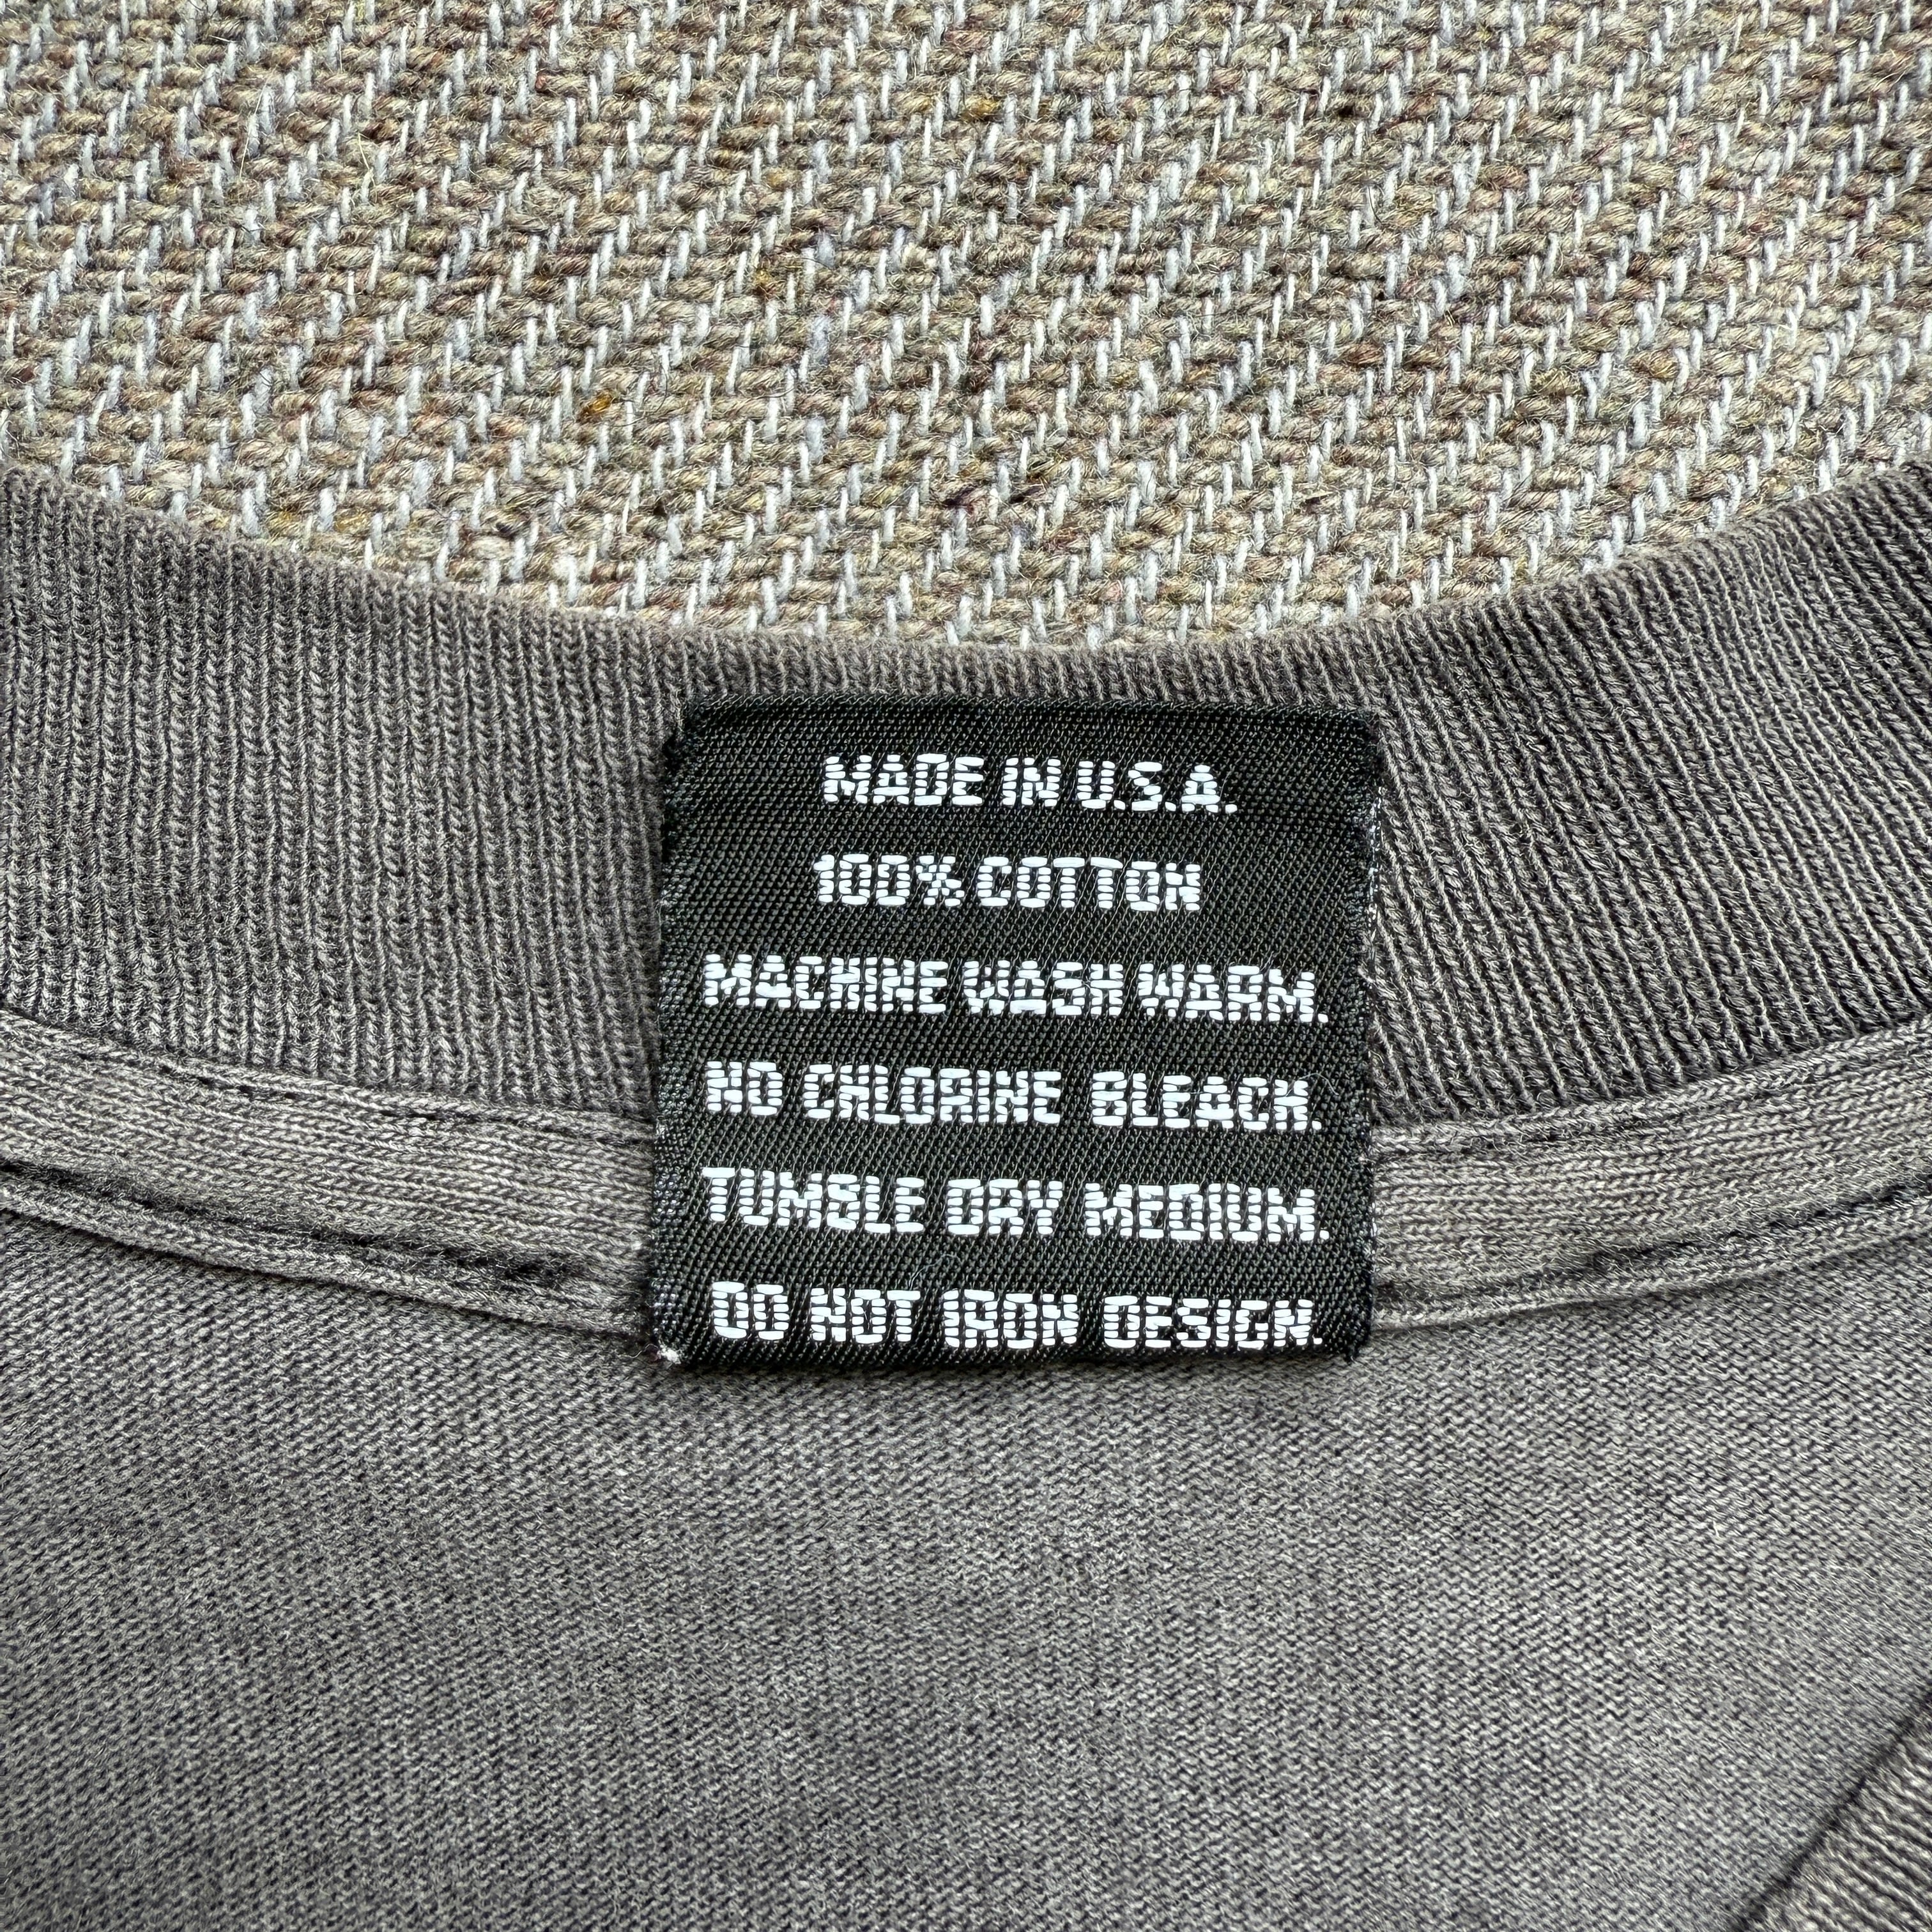 MADE IN U.S.A.
100% COTTON
MACHINE WASH WARM.
NO CHLORINE BLEACH.
TUMBLE DRY MEDIUM.
DO NOT IRON DESIGN.